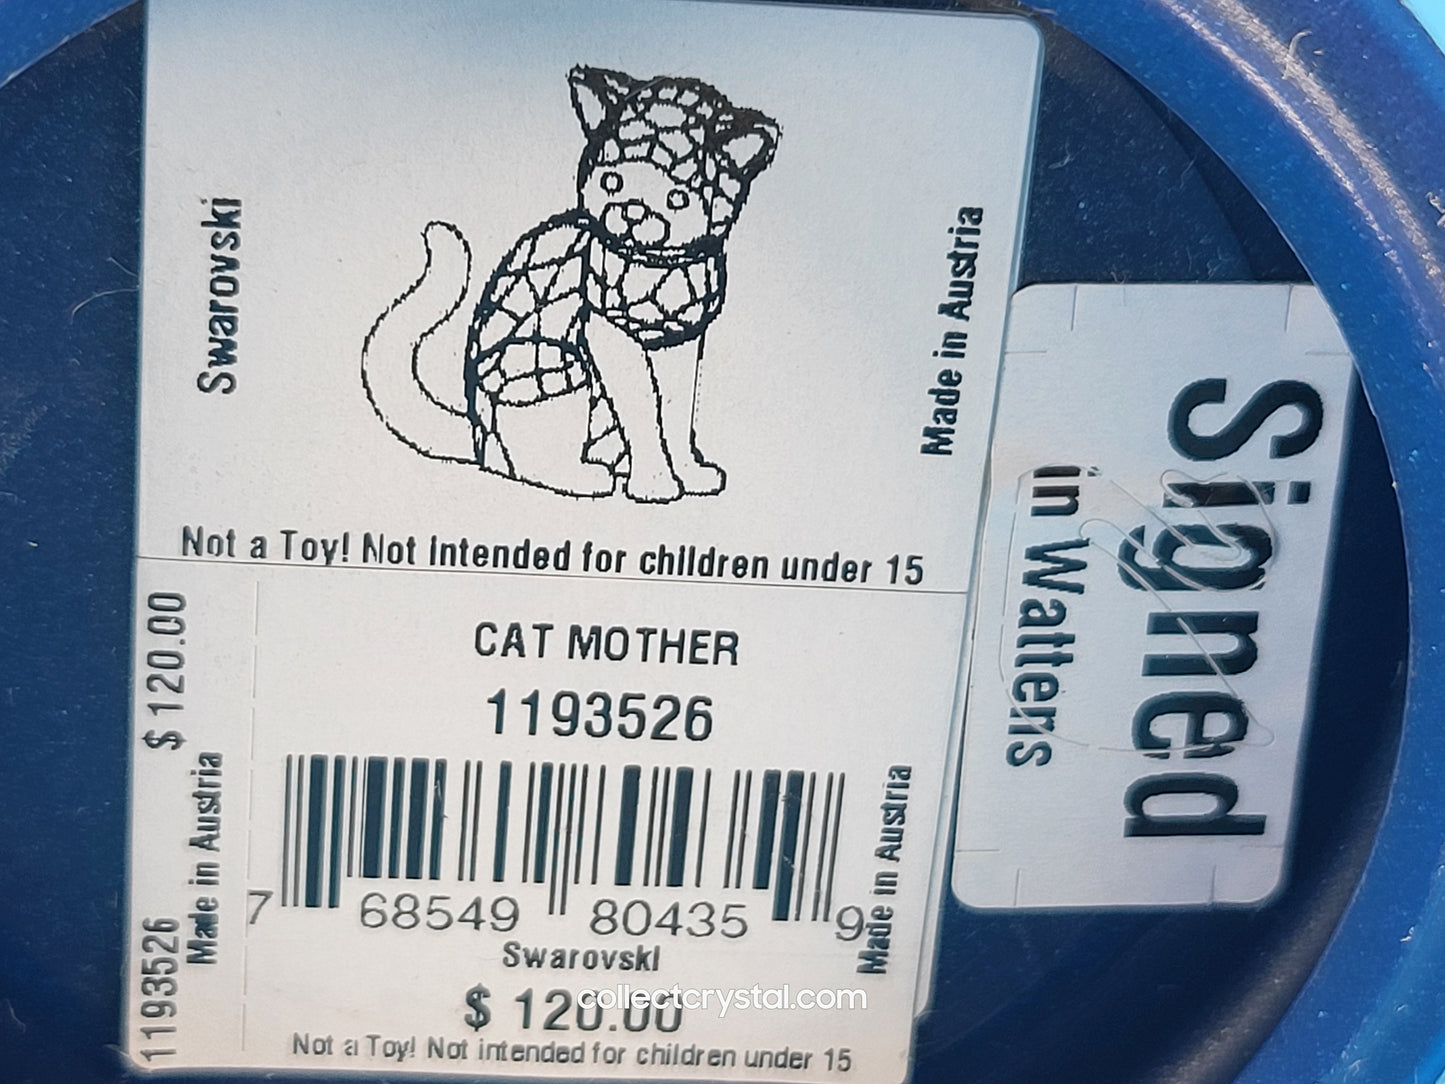 Swarovski
Made in Austria
Not a Toy! Not intended for children under 15
$ 120.00
Made in Austria
1193526
CAT MOTHER
1193526
7 68549 80435 9
Made in Austria
Swarovski
$ 120.00
collectcrystal.com
Not a Toy! Not intended for children under 15
Signed
in Wattens